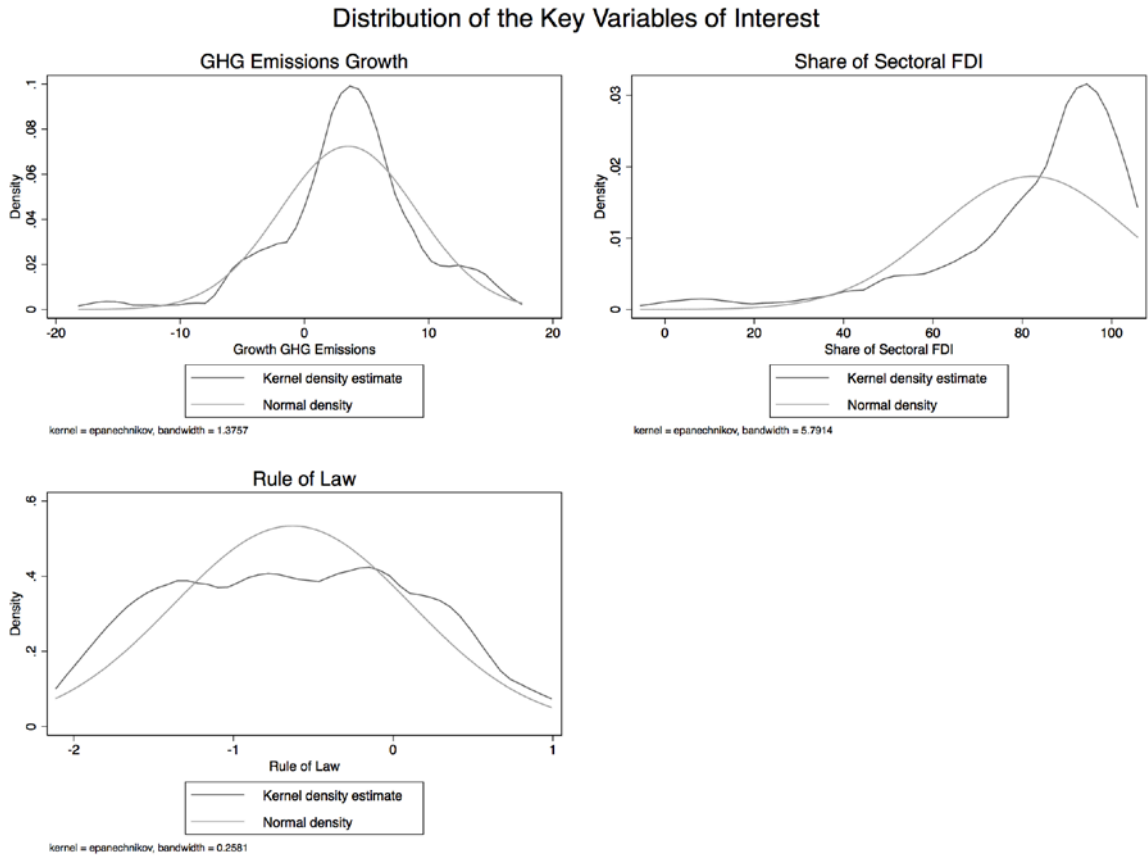 Distribution of the Key Variables of Interest
GHG Emissions Growth
Density
0
.02
.04
.06
.08
.1
-20
-10
0
10
20
Growth GHG Emissions
Kernel density estimate
Normal density
kernel = epanechnikov, bandwidth = 1.3757
Share of Sectoral FDI
Density
0
.01
.02
.03
0
20
40
60
80
100
Share of Sectoral FDI
Kernel density estimate
Normal density
kernel = epanechnikov, bandwidth = 5.7914
Rule of Law
Density
0
.2
.4
.6
-2
-1
0
1
Rule of Law
Kernel density estimate
Normal density
kernel = epanechnikov, bandwidth = 0.2581